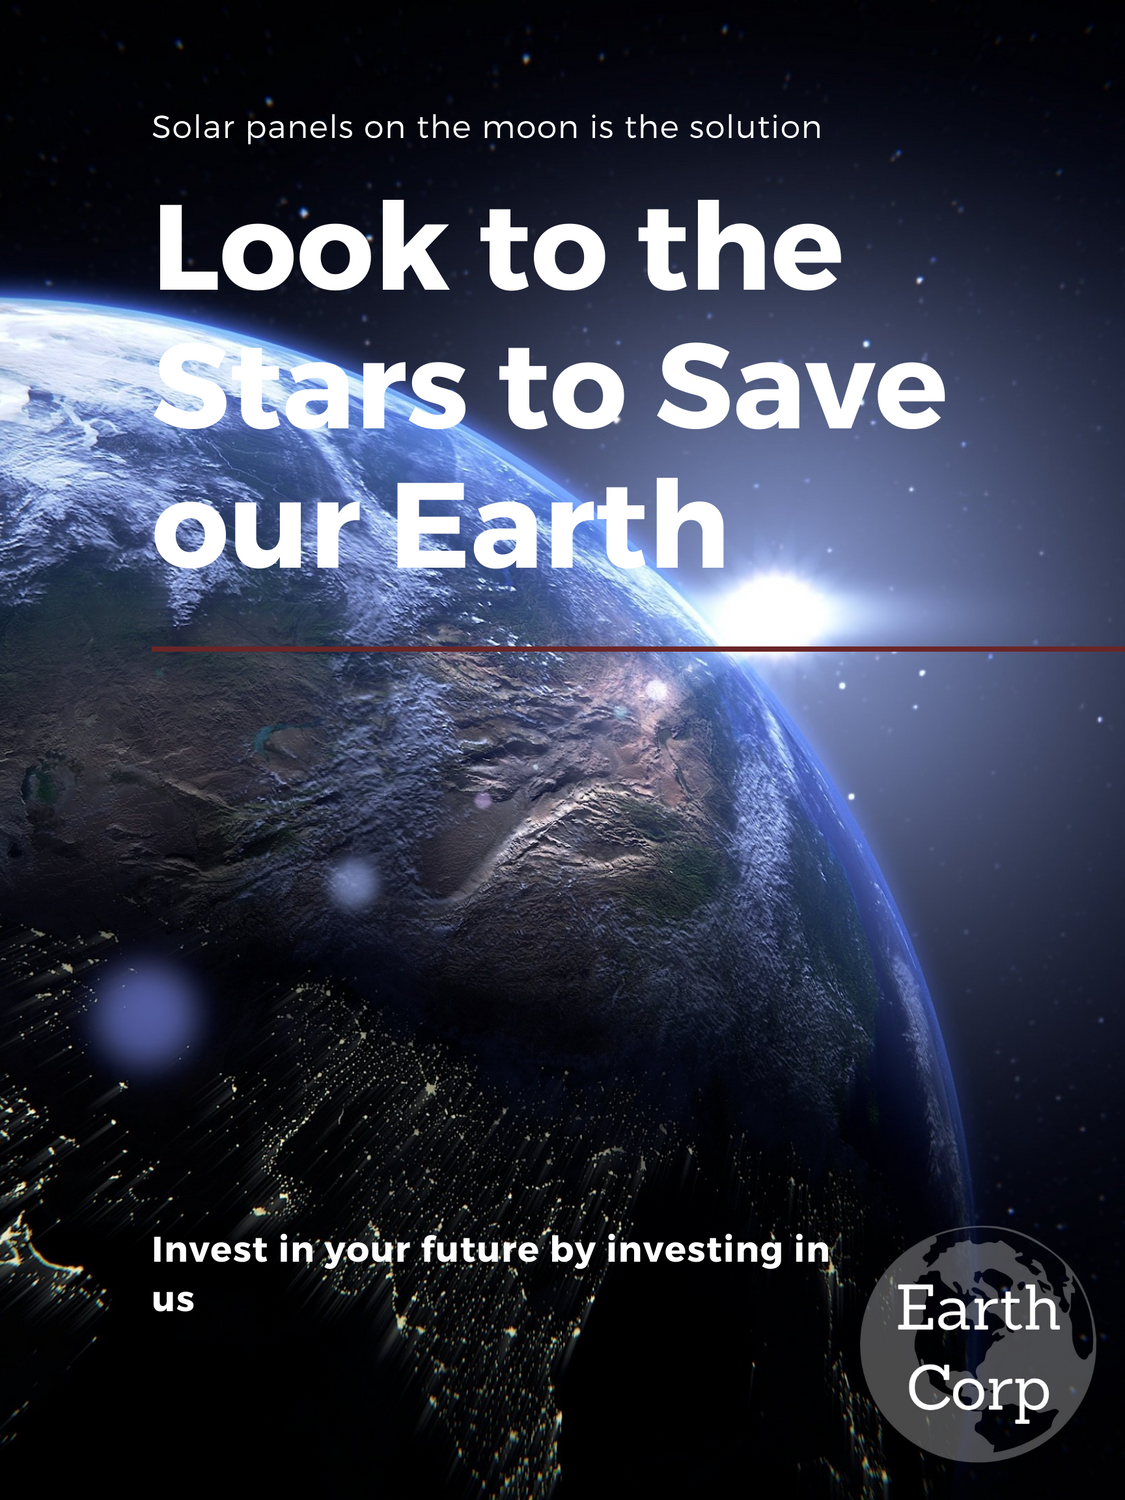 Solar panels on the moon is the solution
Look to the
Stars to Save
our Earth
Invest in your future by investing in
us
Earth
Corp